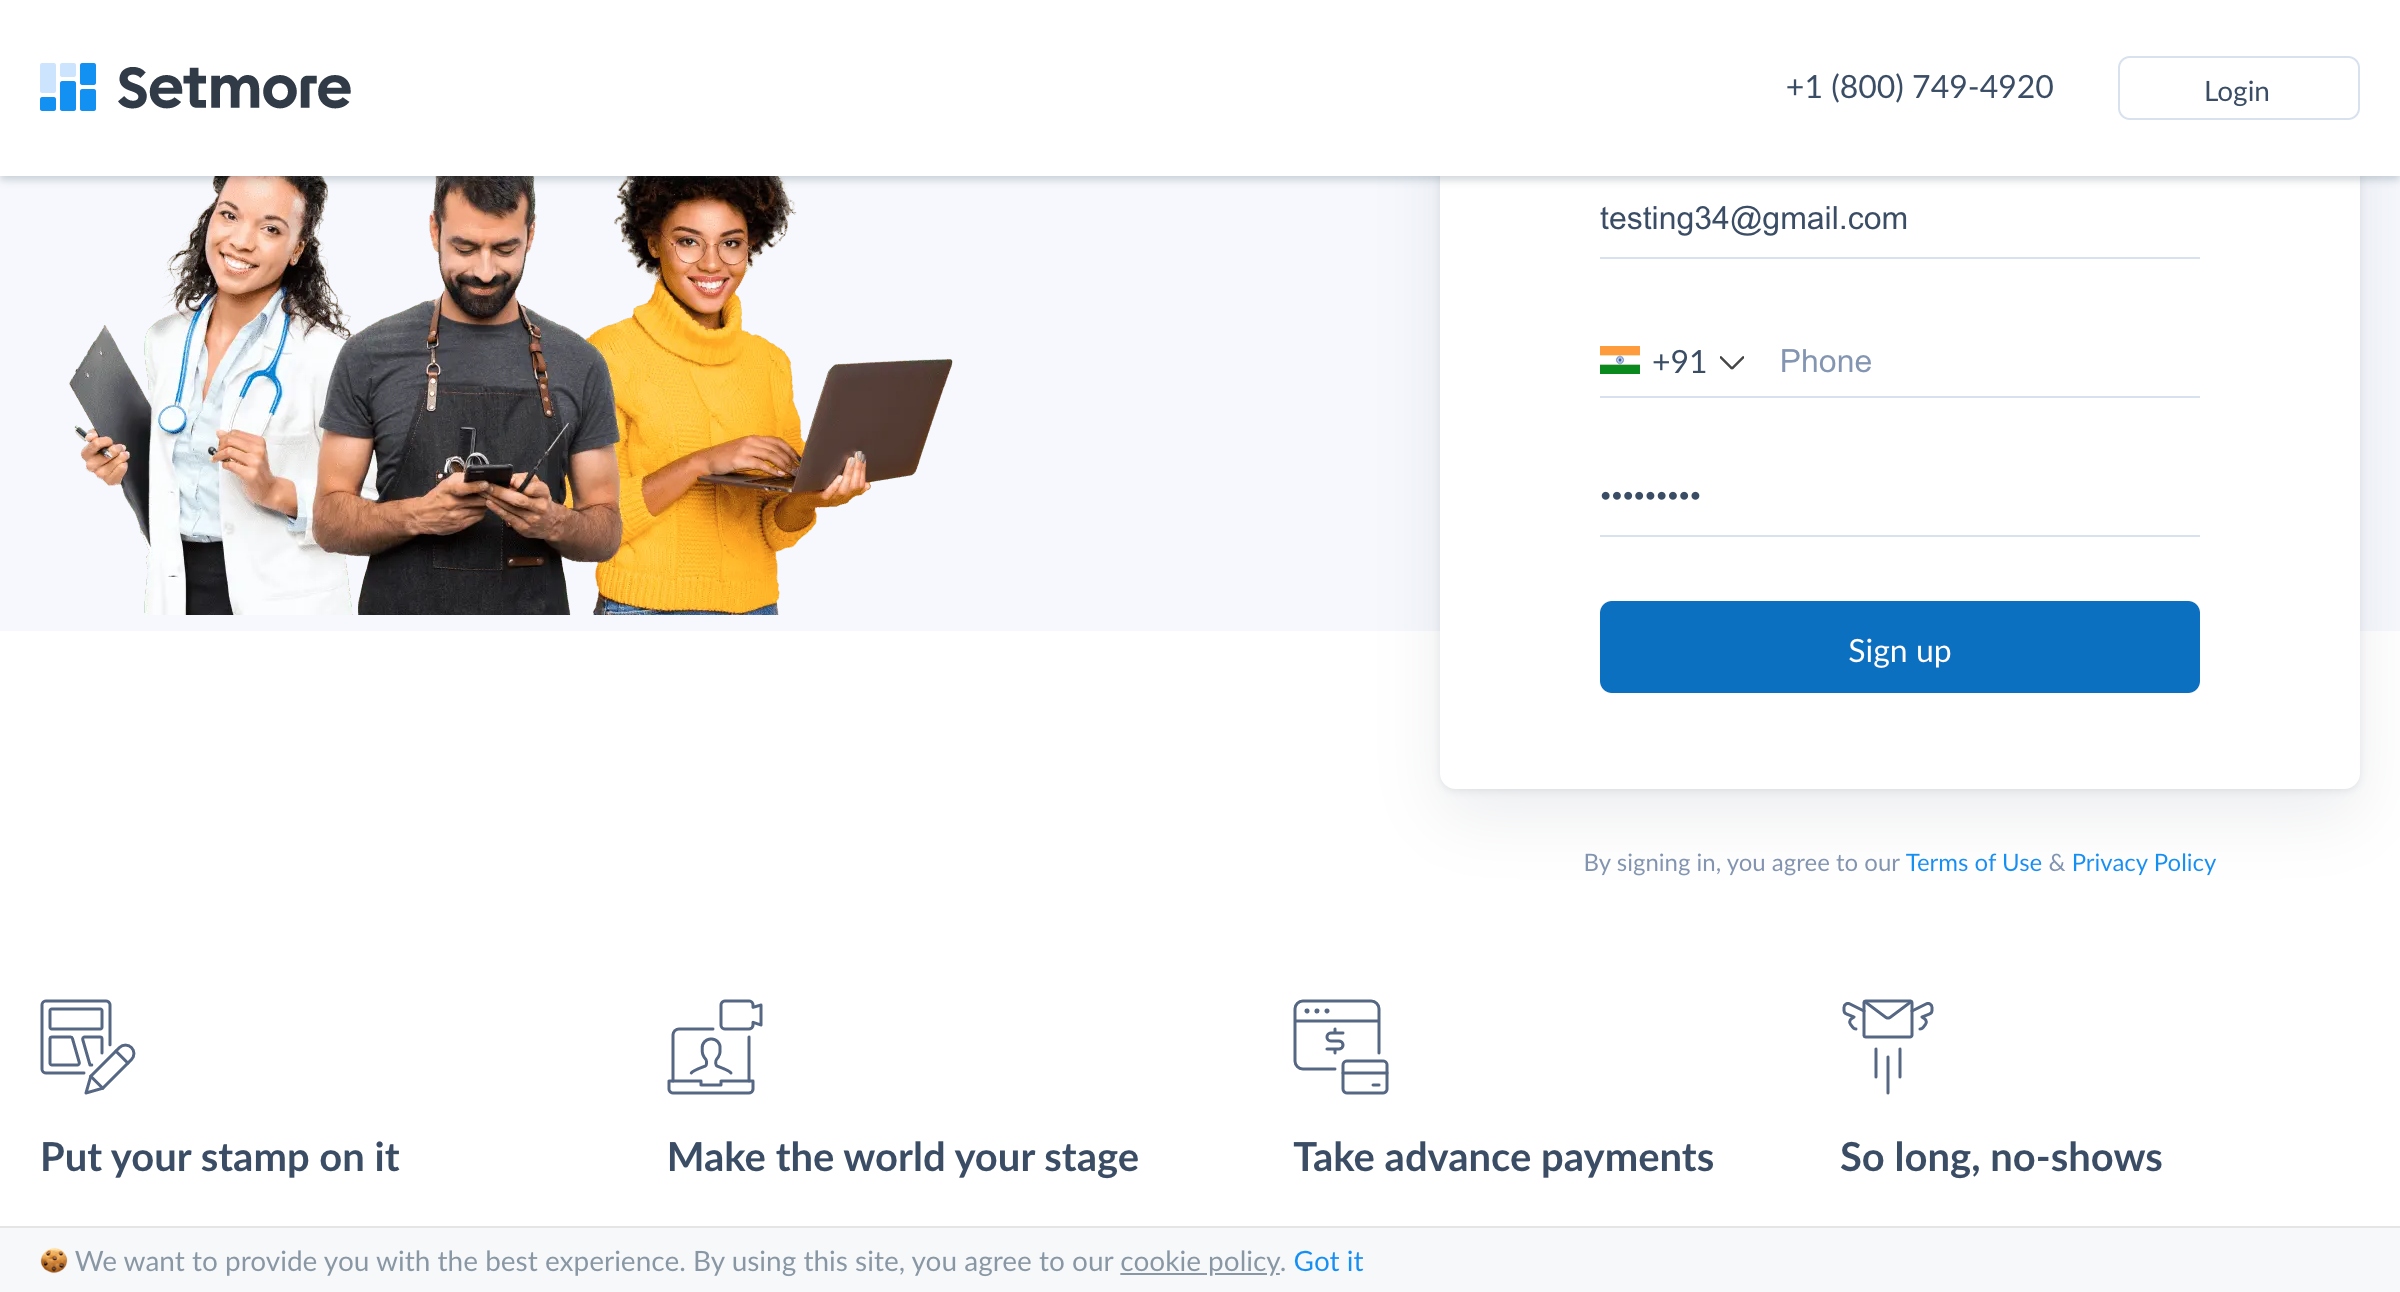 Setmore
+1 (800) 749-4920
Login
testing34@gmail.com
+91
Phone
•••••••••
Sign up
By signing in, you agree to our Terms of Use & Privacy Policy
Put your stamp on it
Make the world your stage
Take advance payments
So long, no-shows
We want to provide you with the best experience. By using this site, you agree to our cookie policy. Got it